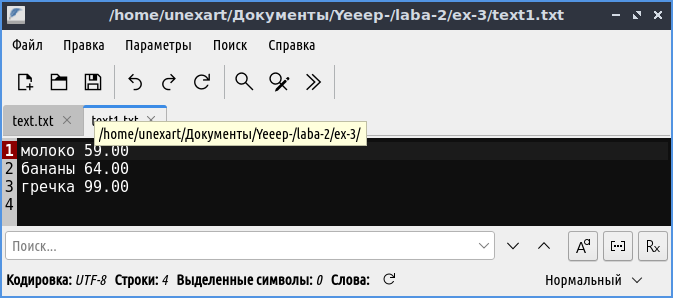 /home/unexart/Документы/Yeeep-/laba-2/ex-3/text1.txt
Файл Правка Параметры Поиск Справка
text.txt text1.txt
/home/unexart/Документы/Yeeep-/laba-2/ex-3/
1 молоко 59.00
2 бананы 64.00
3 гречка 99.00
4
Поиск... Aª Rx
Кодировка: UTF-8 Строки: 4 Выделенные символы: 0 Слова: Нормальный